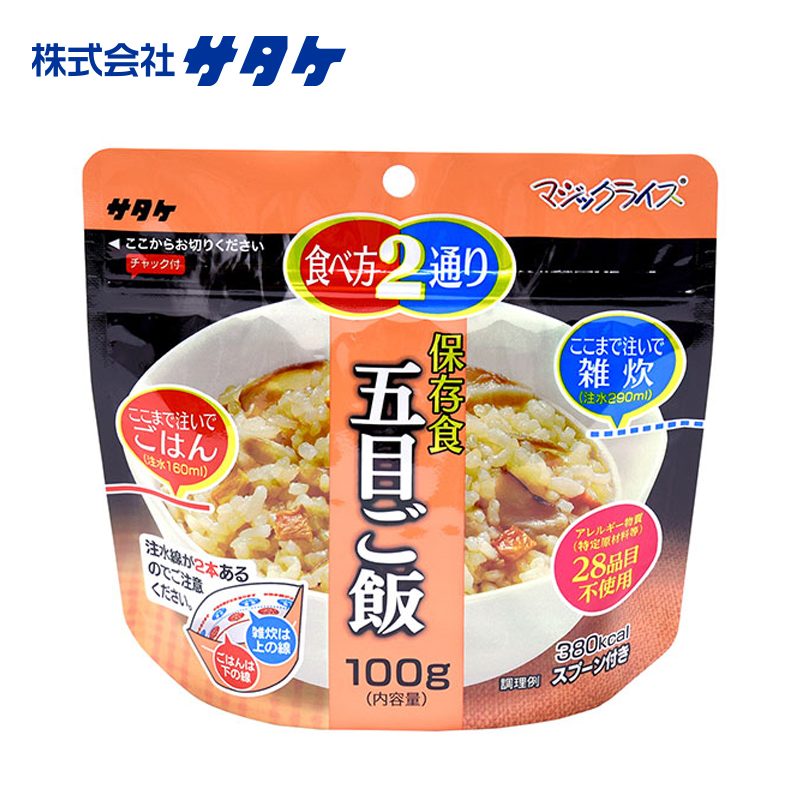 株式会社サタケ
サタケ
マジックライス®
◀ ここからお切りください
チャック付
食べ方2通り
保存食
五目ご飯
100g
(内容量)
ここまで注いで
雑炊
(注水290ml)
ここまで注いで
ごはん
(注水160ml)
注水線が2本ある
のでご注意
ください。
雑炊は
上の線
ごはんは
下の線
アレルギー物質
(特定原材料等)
28品目
不使用
380kcal
スプーン付き
調理例